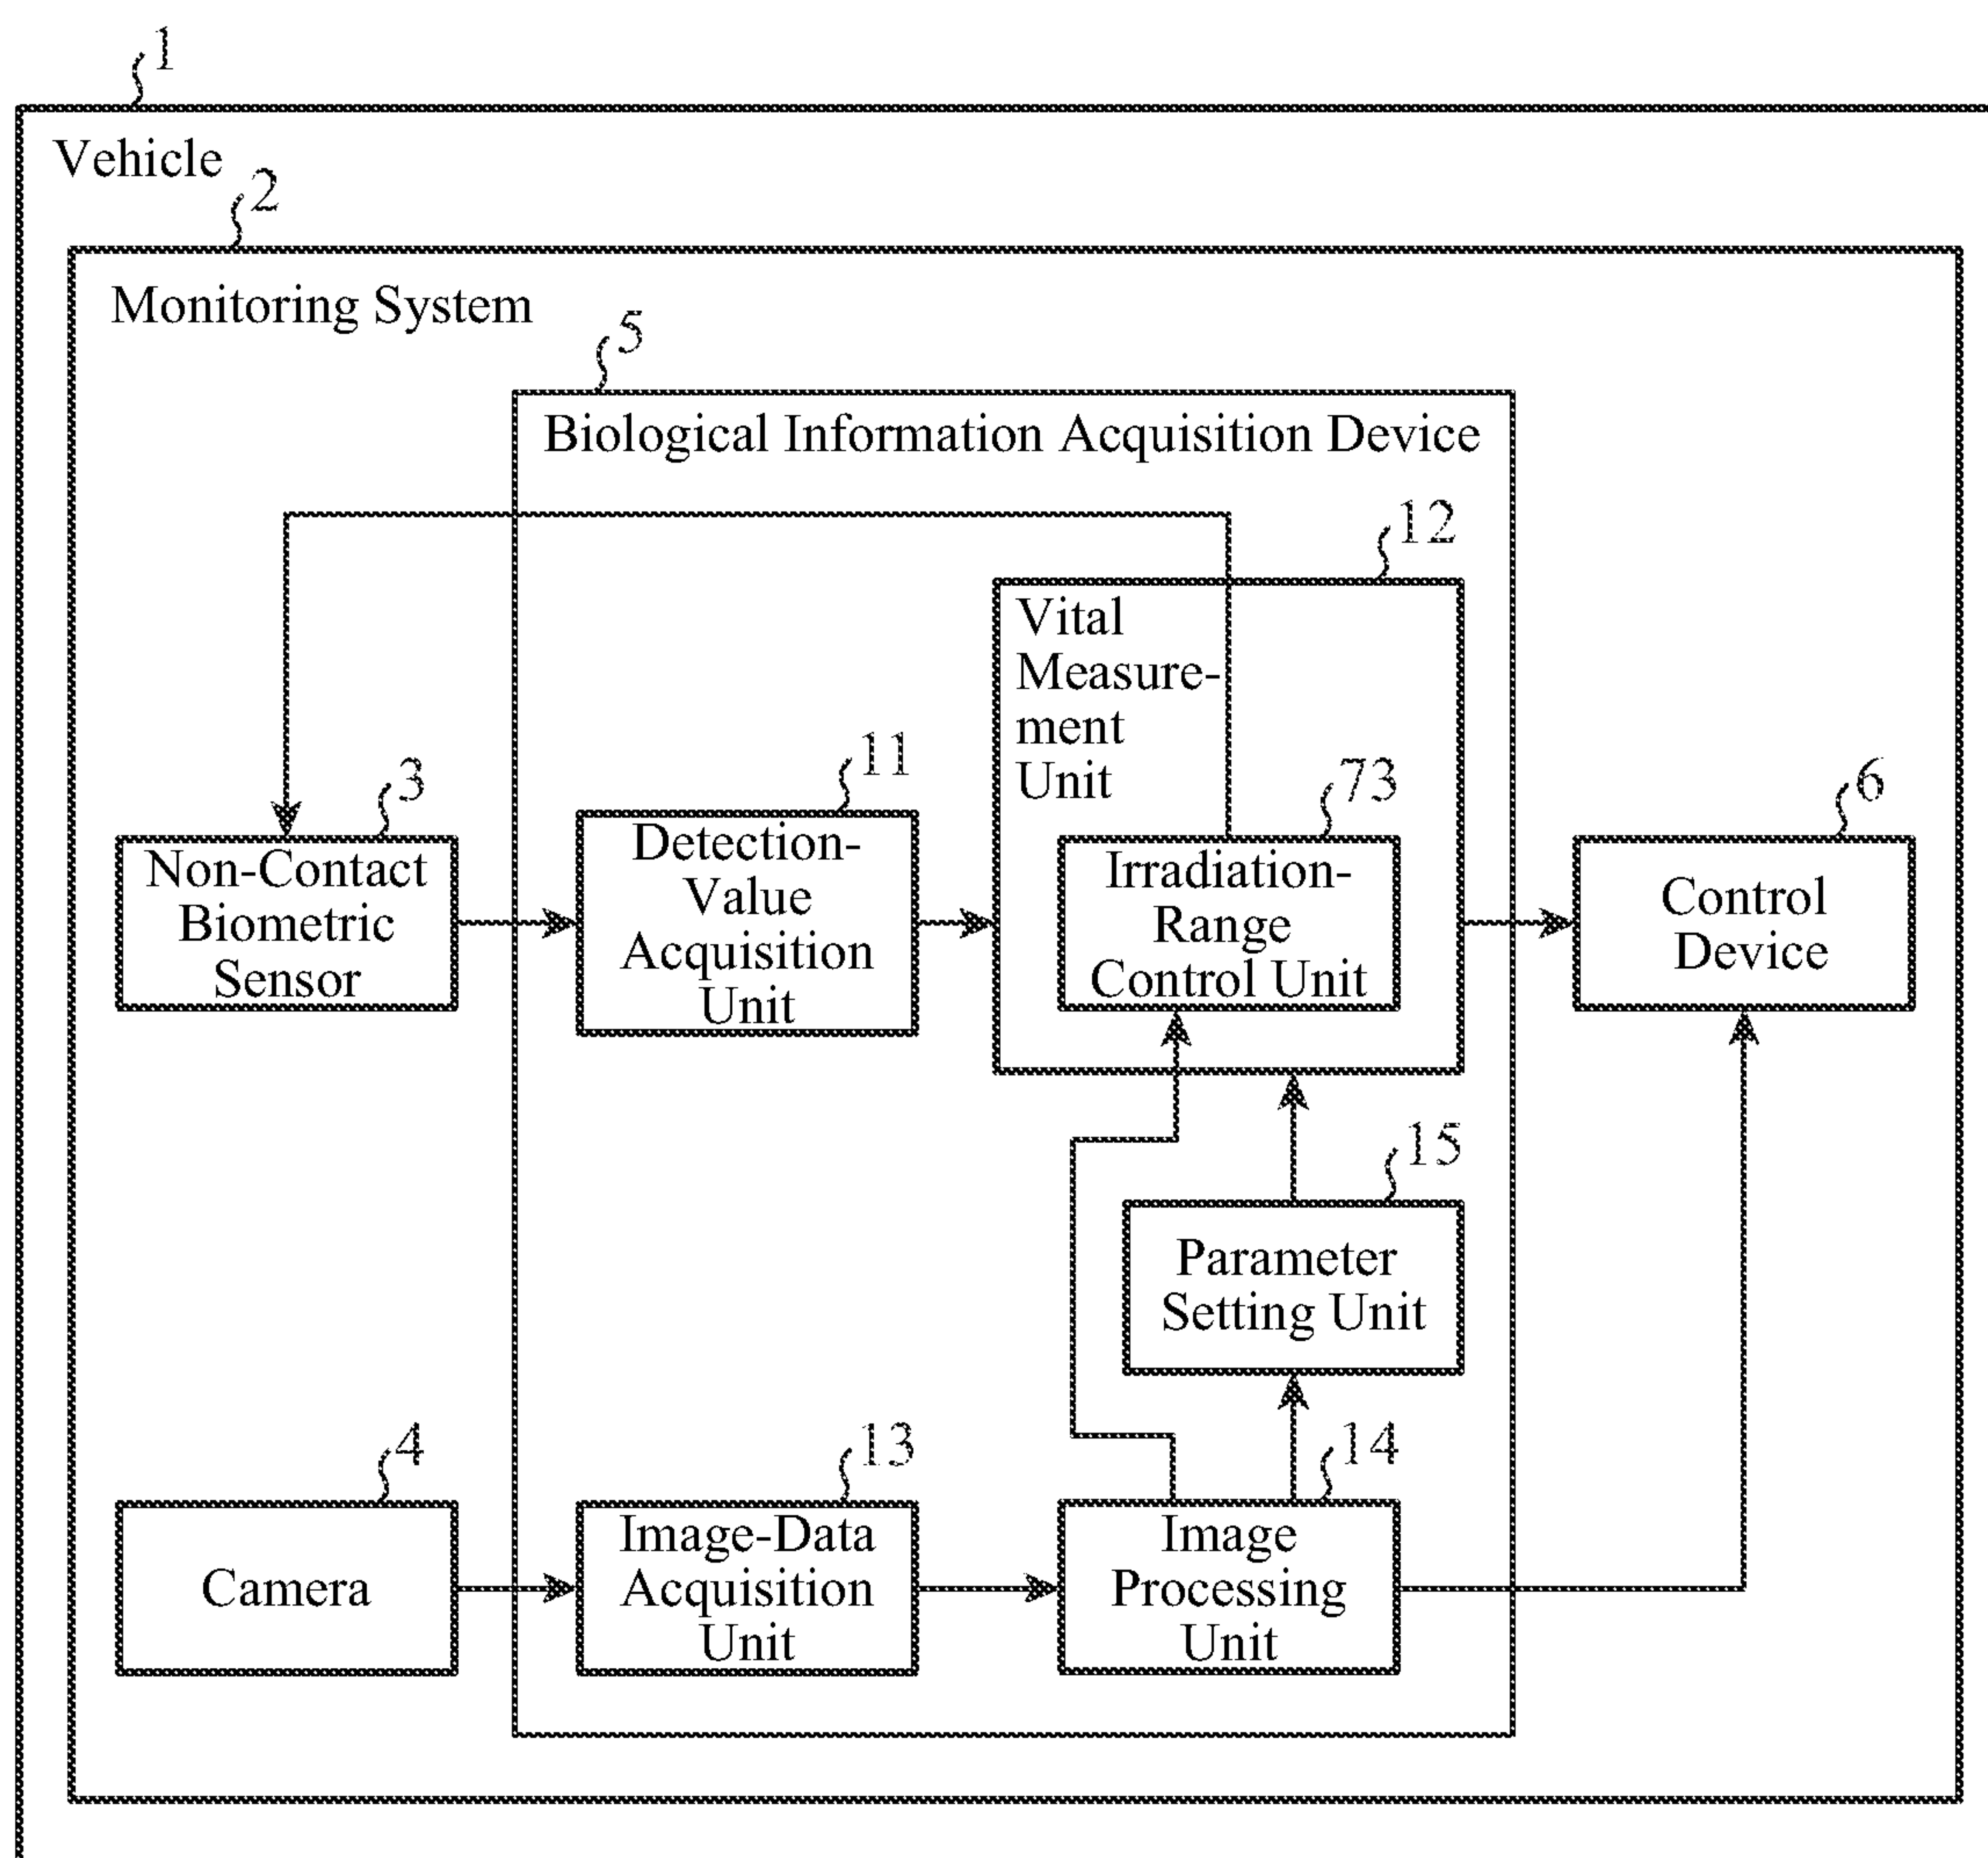 1
Vehicle
2
Monitoring System
5
Biological Information Acquisition Device
12
Vital
Measure-
ment
Unit
3
Non-Contact
Biometric
Sensor
11
Detection-
Value
Acquisition
Unit
73
Irradiation-
Range
Control Unit
6
Control
Device
15
Parameter
Setting Unit
4
Camera
13
Image-Data
Acquisition
Unit
14
Image
Processing
Unit